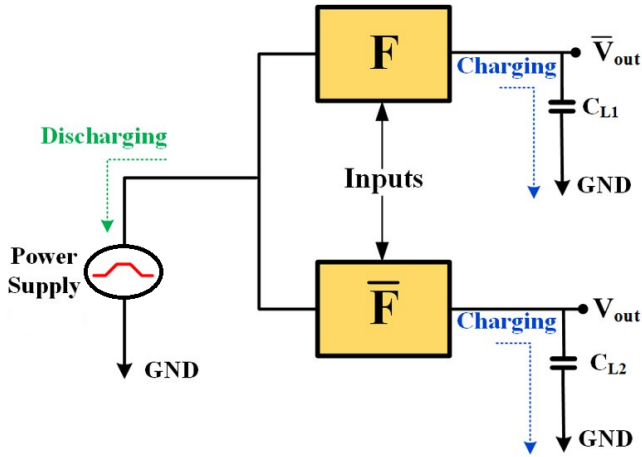 F
V̅out
Charging
CL1
Discharging
GND
Inputs
Power
Supply
F̅
Vout
Charging
GND
CL2
GND